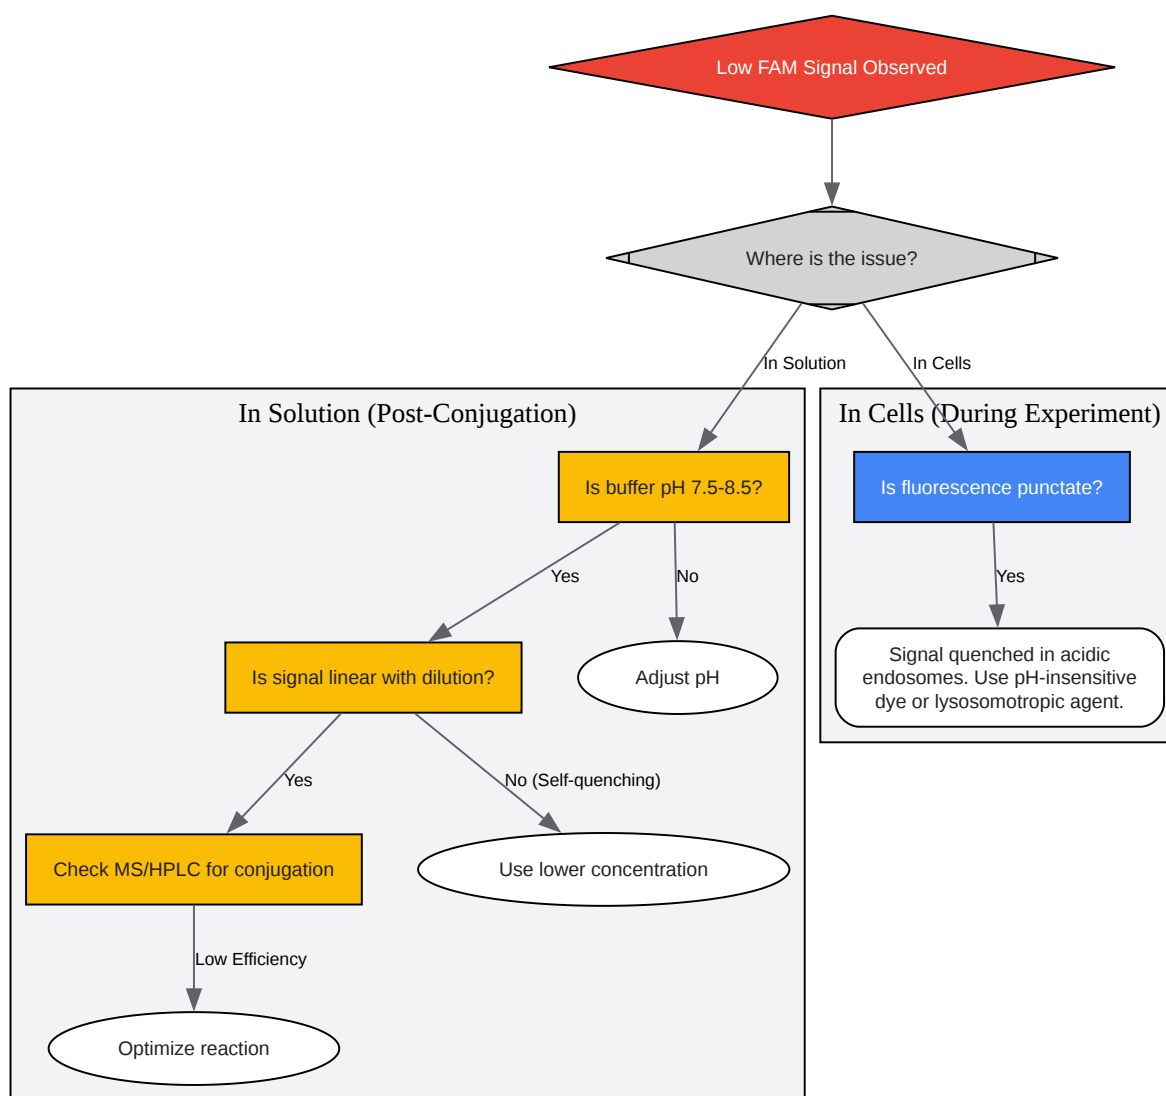 Low FAM Signal Observed
Where is the issue?
In Solution
In Cells
In Solution (Post-Conjugation)
In Cells (During Experiment)
Is buffer pH 7.5-8.5?
Is fluorescence punctate?
Yes
No
Yes
Is signal linear with dilution?
Adjust pH
Signal quenched in acidic
endosomes. Use pH-insensitive
dye or lysosomotropic agent.
Yes
No (Self-quenching)
Check MS/HPLC for conjugation
Use lower concentration
Low Efficiency
Optimize reaction